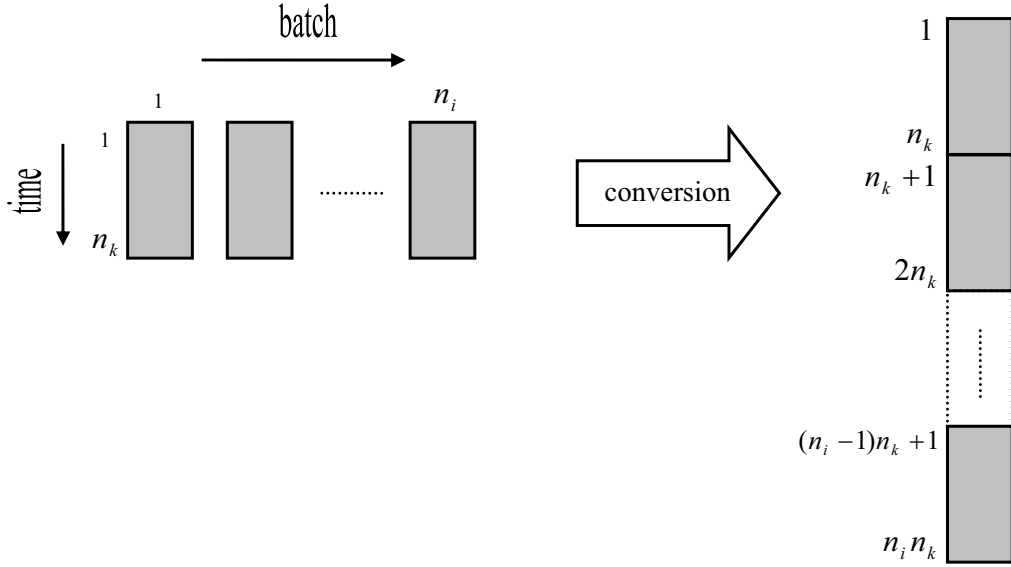 batch
1
n_i
1
time
n_k
conversion
1
n_k
n_k + 1
2n_k
(n_i − 1)n_k + 1
n_i n_k